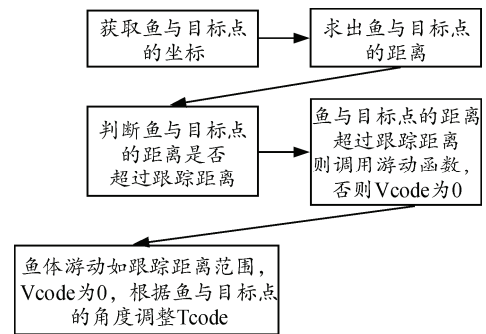 获取鱼与目标点
的坐标
求出鱼与目标点
的距离
判断鱼与目标点
的距离是否
超过跟踪距离
鱼与目标点的距离
超过跟踪距离
则调用游动函数,
否则Vcode为0
鱼体游动如跟踪距离范围,
Vcode为0，根据鱼与目标点
的角度调整Tcode